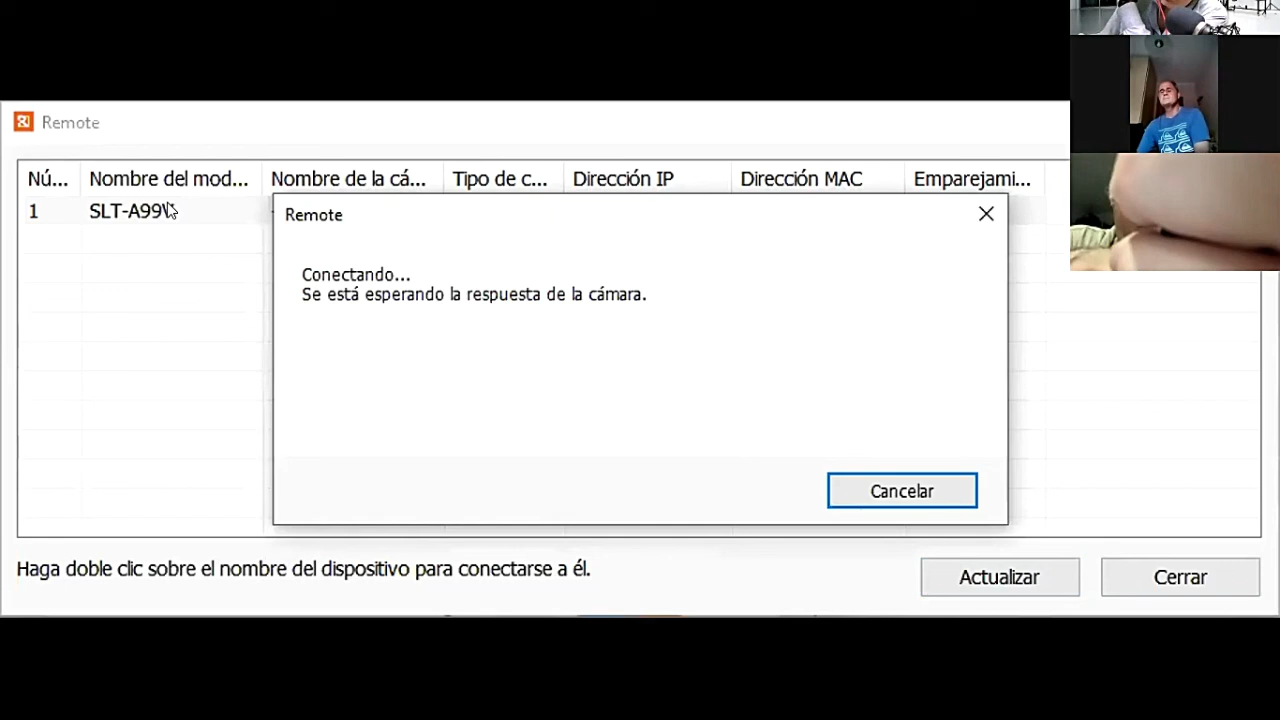 Remote
Nú... Nombre del mod... Nombre de la cá... Tipo de c... Dirección IP Dirección MAC Emparejami...
1 SLT-A99V
Remote
Conectando...
Se está esperando la respuesta de la cámara.
Cancelar
Haga doble clic sobre el nombre del dispositivo para conectarse a él.
Actualizar Cerrar